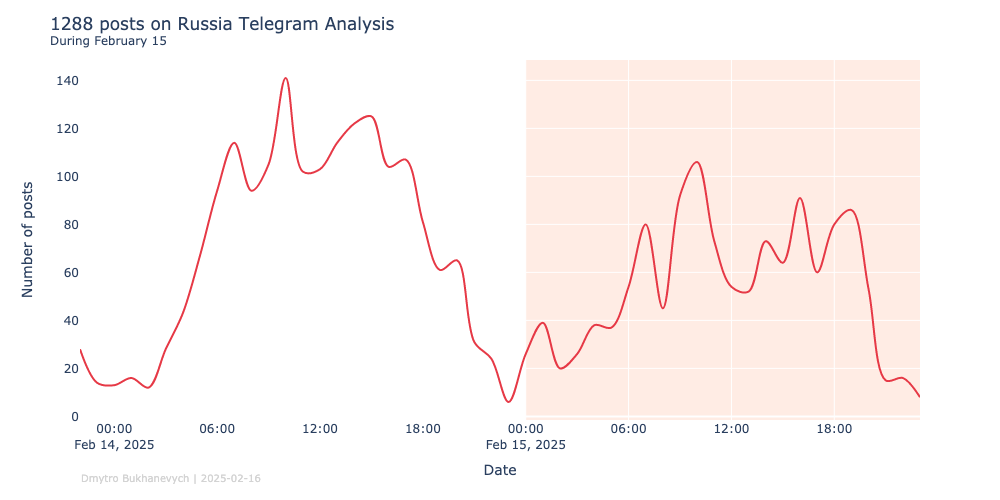 1288 posts on Russia Telegram Analysis
During February 15
Number of posts
140
120
100
80
60
40
20
0
00:00 06:00 12:00 18:00 00:00 06:00 12:00 18:00
Feb 14, 2025 Feb 15, 2025
Date
Dmytro Bukhanevych | 2025-02-16